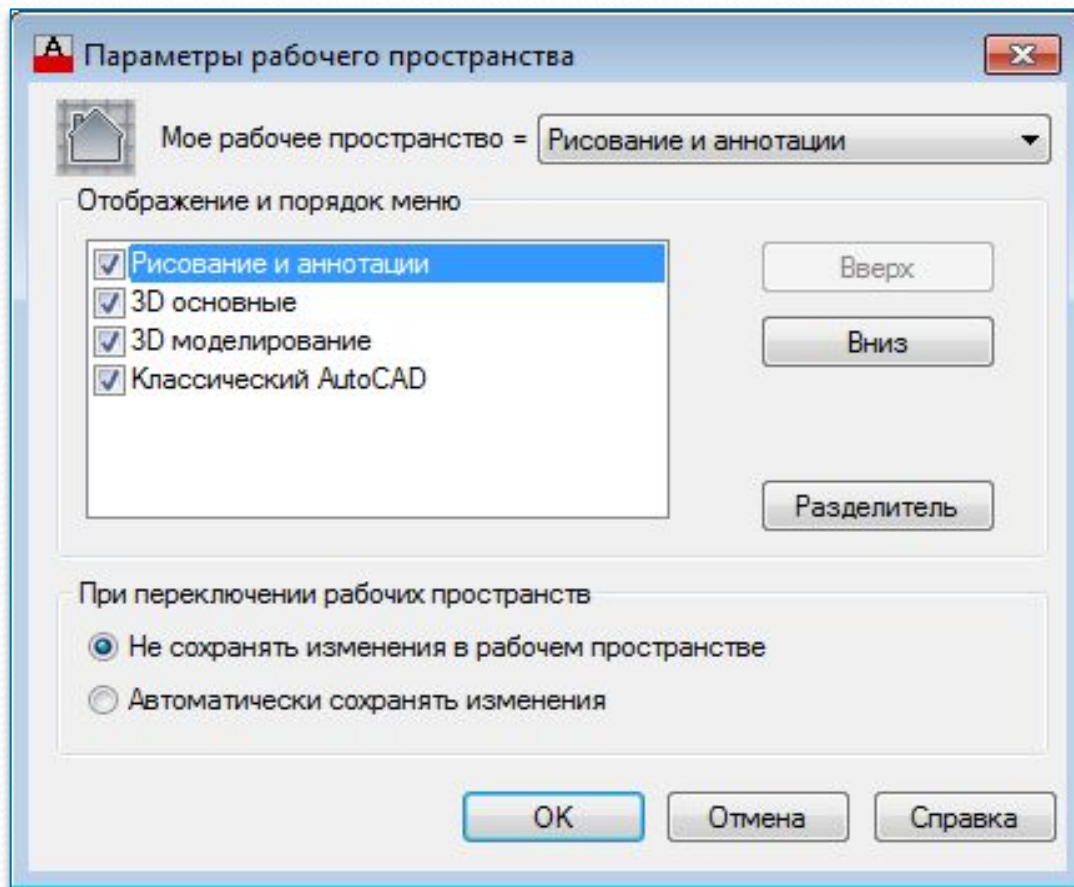 Параметры рабочего пространства
Мое рабочее пространство = Рисование и аннотации
Отображение и порядок меню
Рисование и аннотации
3D основные
3D моделирование
Классический AutoCAD
Вверх
Вниз
Разделитель
При переключении рабочих пространств
Не сохранять изменения в рабочем пространстве
Автоматически сохранять изменения
OK Отмена Справка